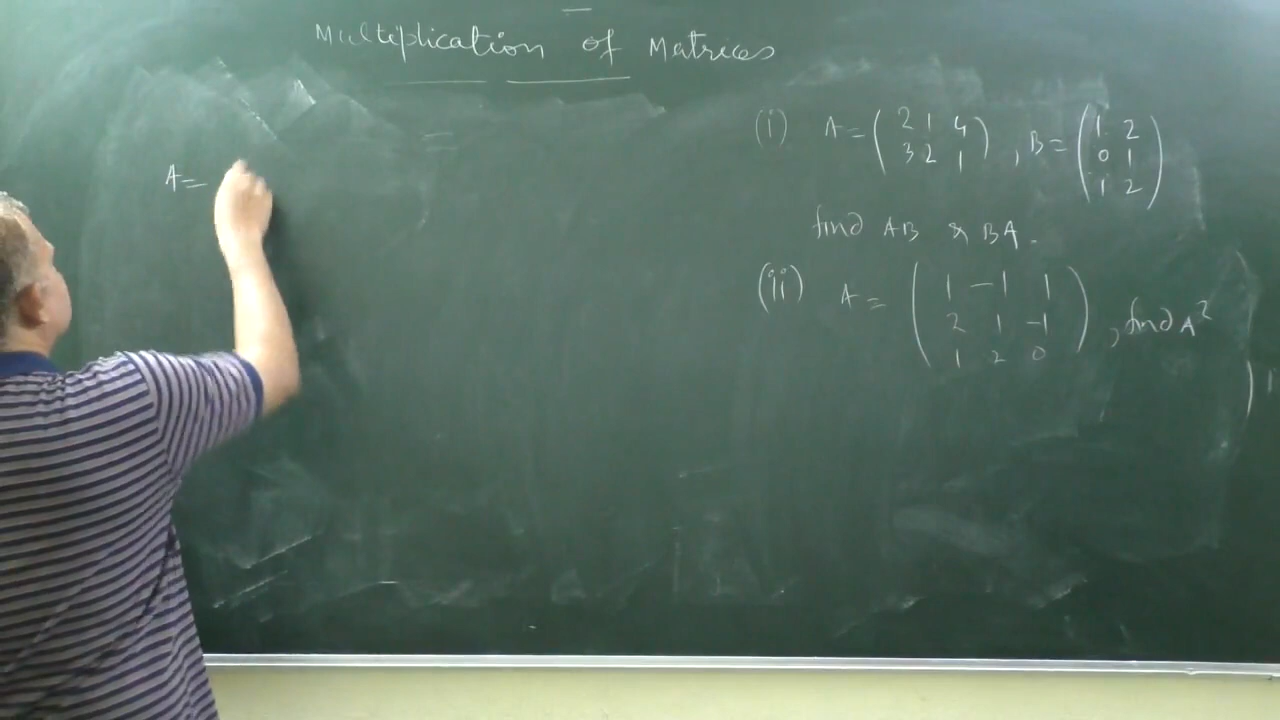 Multiplication of Matrices
A=
(i) A = (2 1 4
3 2 1), B = (1 2
0 1
1 2)
find AB & BA.
(ii) A = (1 -1 1
2 1 -1
1 2 0), find A²